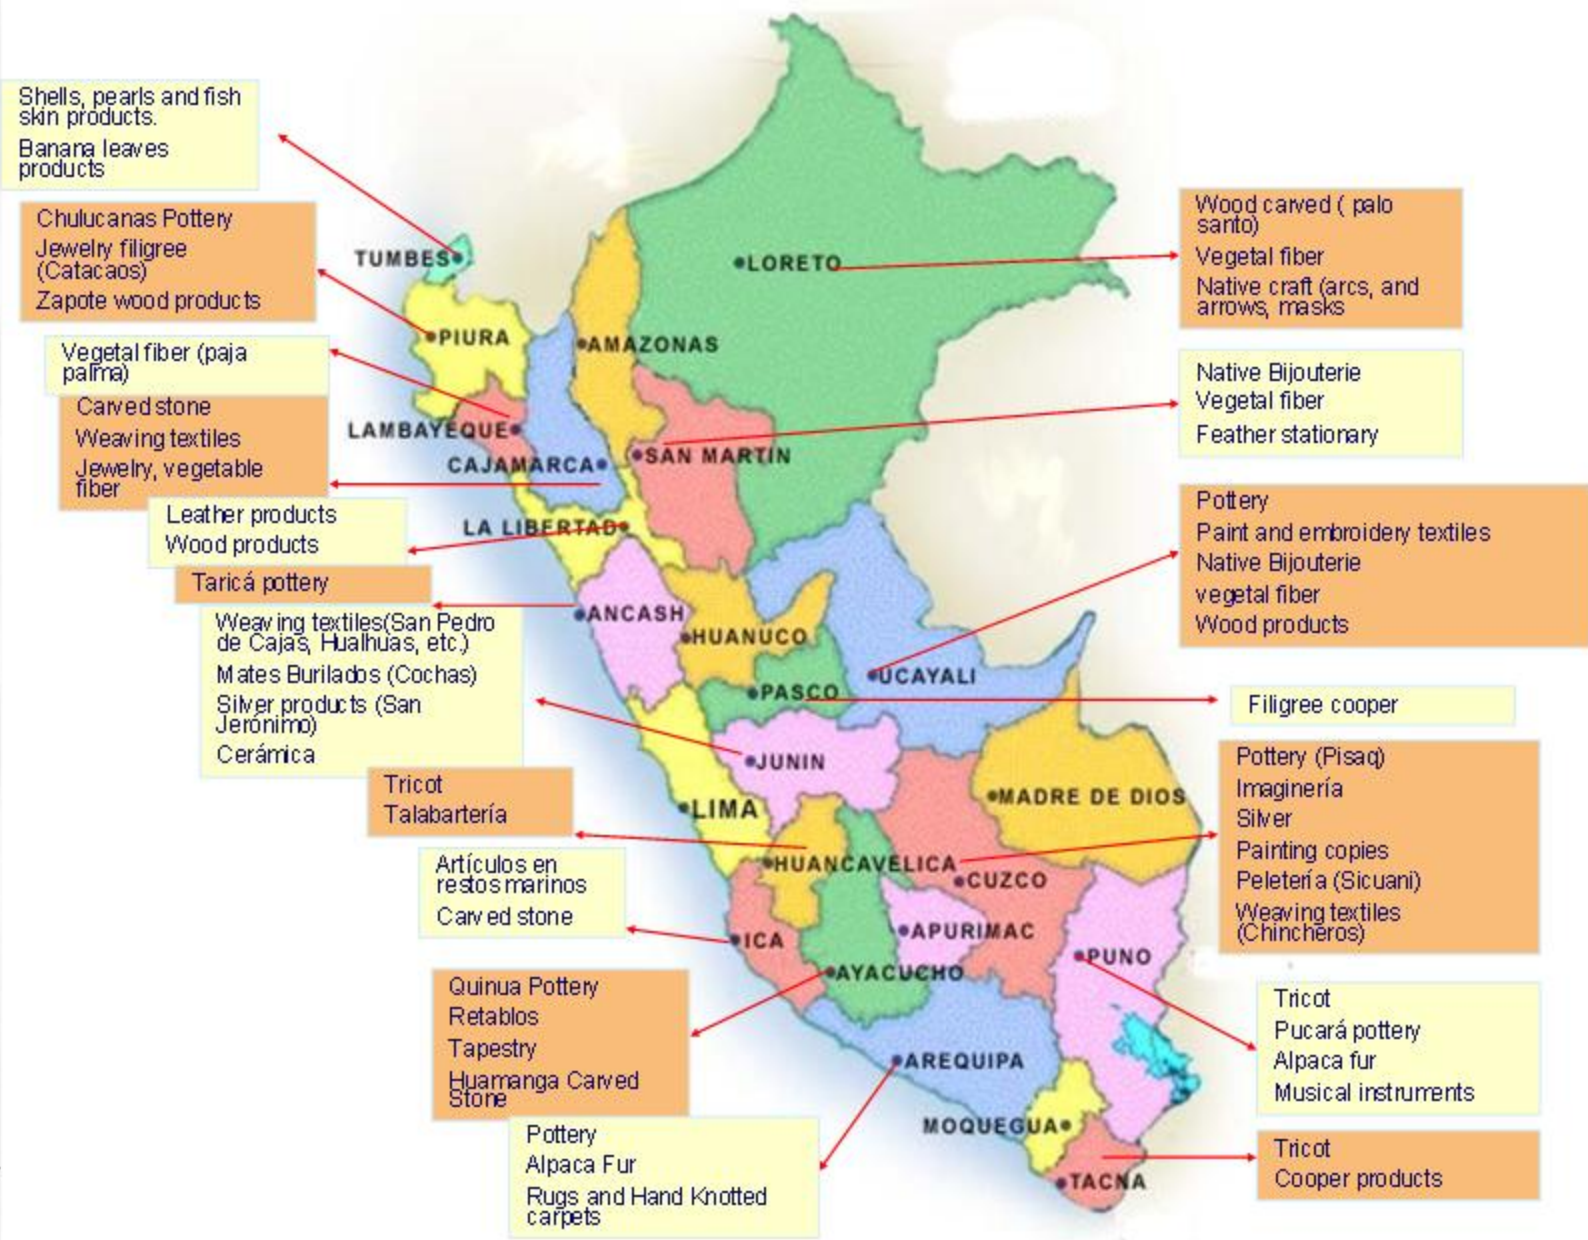 Shells, pearls and fish
skin products.
Banana leaves
products
Chulucanas Pottery
Jewelry filigree
(Catacaos)
Zapote wood products
Vegetal fiber (paja
palma)
Carved stone
Weaving textiles
Jewelry, vegetable
fiber
Leather products
Wood products
Taricá pottery
Weaving textiles(San Pedro
de Cajas, Hualhuas, etc.)
Mates Burilados (Cochas)
Silver products (San
Jerónimo)
Cerámica
Tricot
Talabartería
Artículos en
restos marinos
Carved stone
Quinua Pottery
Retablos
Tapestry
Huamanga Carved
Stone
Pottery
Alpaca Fur
Rugs and Hand Knotted
carpets
TUMBES
PIURA
LAMBAYEQUE
CAJAMARCA
LA LIBERTAD
AMAZONAS
LORETO
SAN MARTIN
ANCASH
HUANUCO
PASCO
UCAYALI
JUNIN
LIMA
MADRE DE DIOS
HUANCAVELICA
CUZCO
ICA
APURIMAC
AYACUCHO
PUNO
AREQUIPA
MOQUEGUA
TACNA
Wood carved ( palo
santo)
Vegetal fiber
Native craft (arcs, and
arrows, masks
Native Bijouterie
Vegetal fiber
Feather stationary
Pottery
Paint and embroidery textiles
Native Bijouterie
vegetal fiber
Wood products
Filigree cooper
Pottery (Pisaq)
Imaginería
Silver
Painting copies
Peletería (Sicuani)
Weaving textiles
(Chincheros)
Tricot
Pucará pottery
Alpaca fur
Musical instruments
Tricot
Cooper products